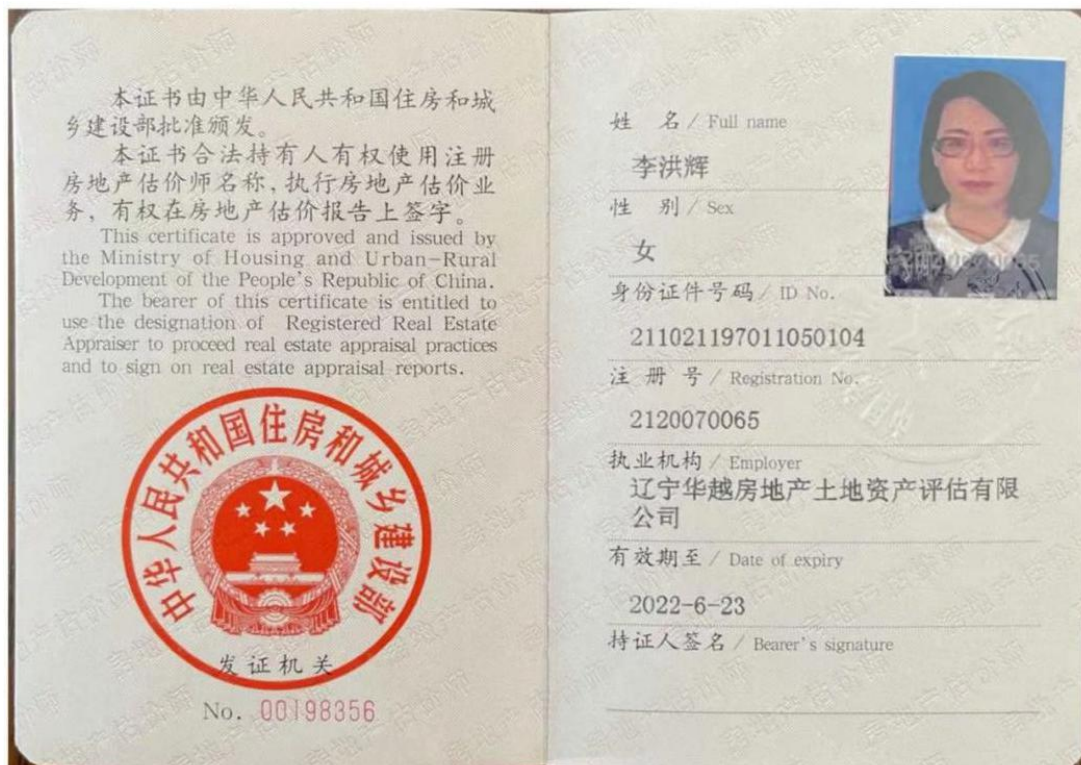 本证书由中华人民共和国住房和城
乡建设部批准颁发。
本证书合法持有人有权使用注册
房地产估价师名称，执行房地产估价业
务，有权在房地产估价报告上签字。
This certificate is approved and issued by
the Ministry of Housing and Urban-Rural
Development of the People's Republic of China.
The bearer of this certificate is entitled to
use the designation of Registered Real Estate
Appraiser to proceed real estate appraisal practices
and to sign on real estate appraisal reports.
中华人民共和国住房和城乡建设部
发证机关
No. 00198356
姓 名 / Full name
李洪辉
性 别 / Sex
女
身份证件号码 / ID No.
211021197011050104
注 册 号 / Registration No.
2120070065
执业机构 / Employer
辽宁华越房地产土地资产评估有限
公司
有效期至 / Date of expiry
2022-6-23
持证人签名 / Bearer's signature